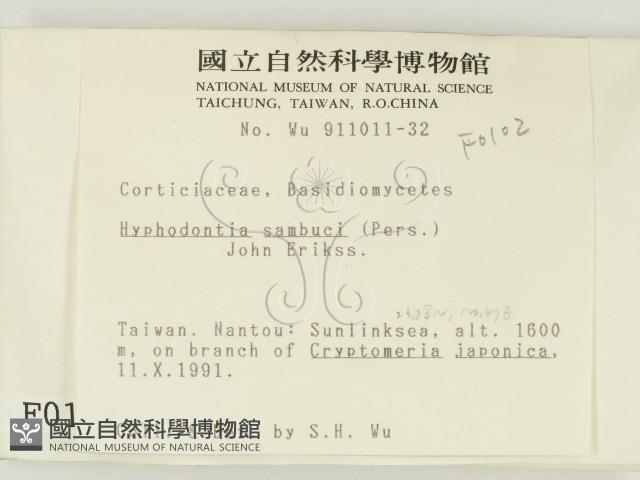 國立自然科學博物館
NATIONAL MUSEUM OF NATURAL SCIENCE
TAICHUNG, TAIWAN, R.O.CHINA
No. Wu 911011-32
F0102
Corticiaceae, Basidiomycetes
Hyphodontia sambuci (Pers.)
John Erikss.
Taiwan. Nantou: Sunlinksea, alt. 1600
m, on branch of Cryptomeria japonica,
11.X.1991.
by S.H. Wu
F01
國立自然科學博物館
NATIONAL MUSEUM OF NATURAL SCIENCE